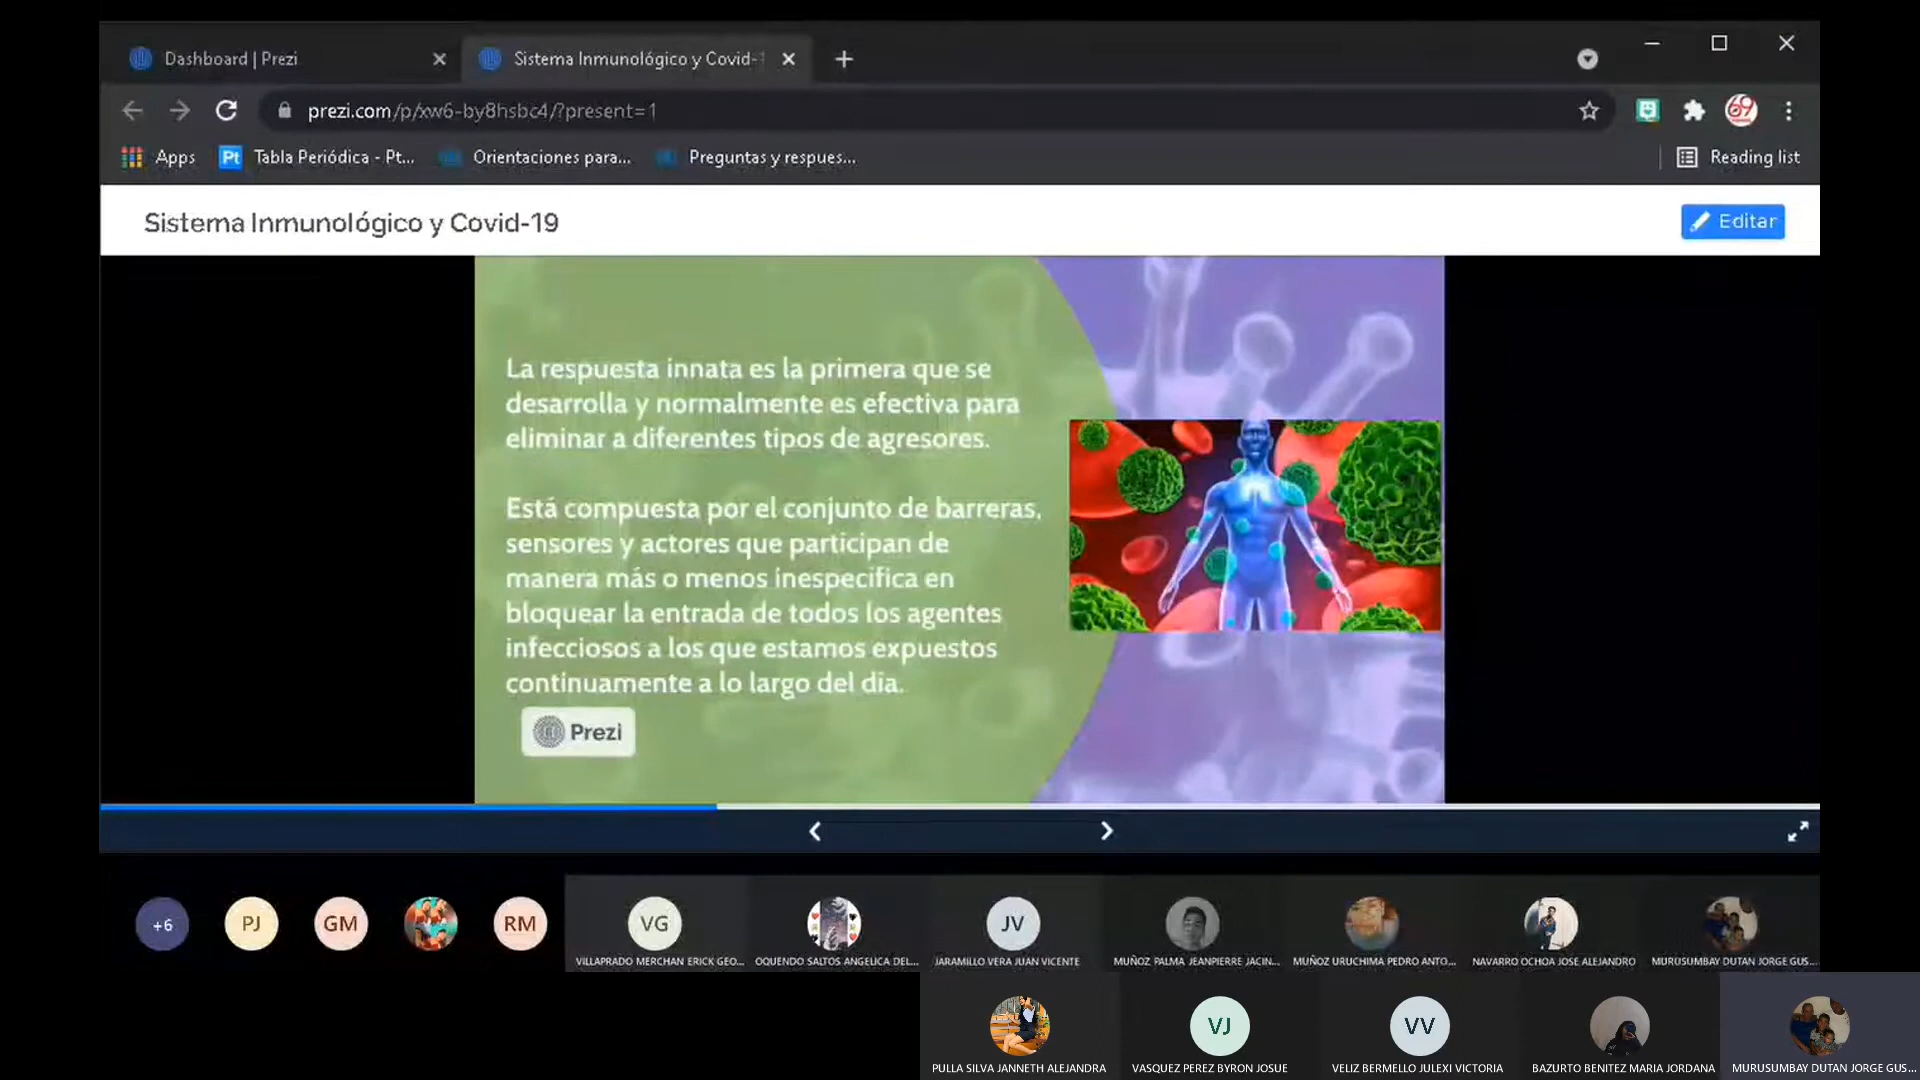 Dashboard | Prezi
Sistema Inmunológico y Covid-1
prezi.com/p/xw6-by8hsbc4/?present=1
Apps
Pt
Tabla Periódica - Pt...
Orientaciones para...
Preguntas y respues...
Reading list
Sistema Inmunológico y Covid-19
Editar
La respuesta innata es la primera que se
desarrolla y normalmente es efectiva para
eliminar a diferentes tipos de agresores.
Está compuesta por el conjunto de barreras,
sensores y actores que participan de
manera más o menos inespecífica en
bloquear la entrada de todos los agentes
infecciosos a los que estamos expuestos
continuamente a lo largo del día.
Prezi
+6
PJ
GM
RM
VG
JV
VILLAPRADO MERCHAN ERICK GEO...
OQUENDO SALTOS ANGELICA DEL...
JARAMILLO VERA JUAN VICENTE
MUÑOZ PALMA JEANPIERRE JACIN...
MUÑOZ URUCHIMA PEDRO ANTO...
NAVARRO OCHOA JOSE ALEJANDRO
MURUSUMBAY DUTAN JORGE GUS...
VJ
VV
PULLA SILVA JANNETH ALEJANDRA
VASQUEZ PEREZ BYRON JOSUE
VELIZ BERMELLO JULEXI VICTORIA
BAZURTO BENITEZ MARIA JORDANA
MURUSUMBAY DUTAN JORGE GUS...